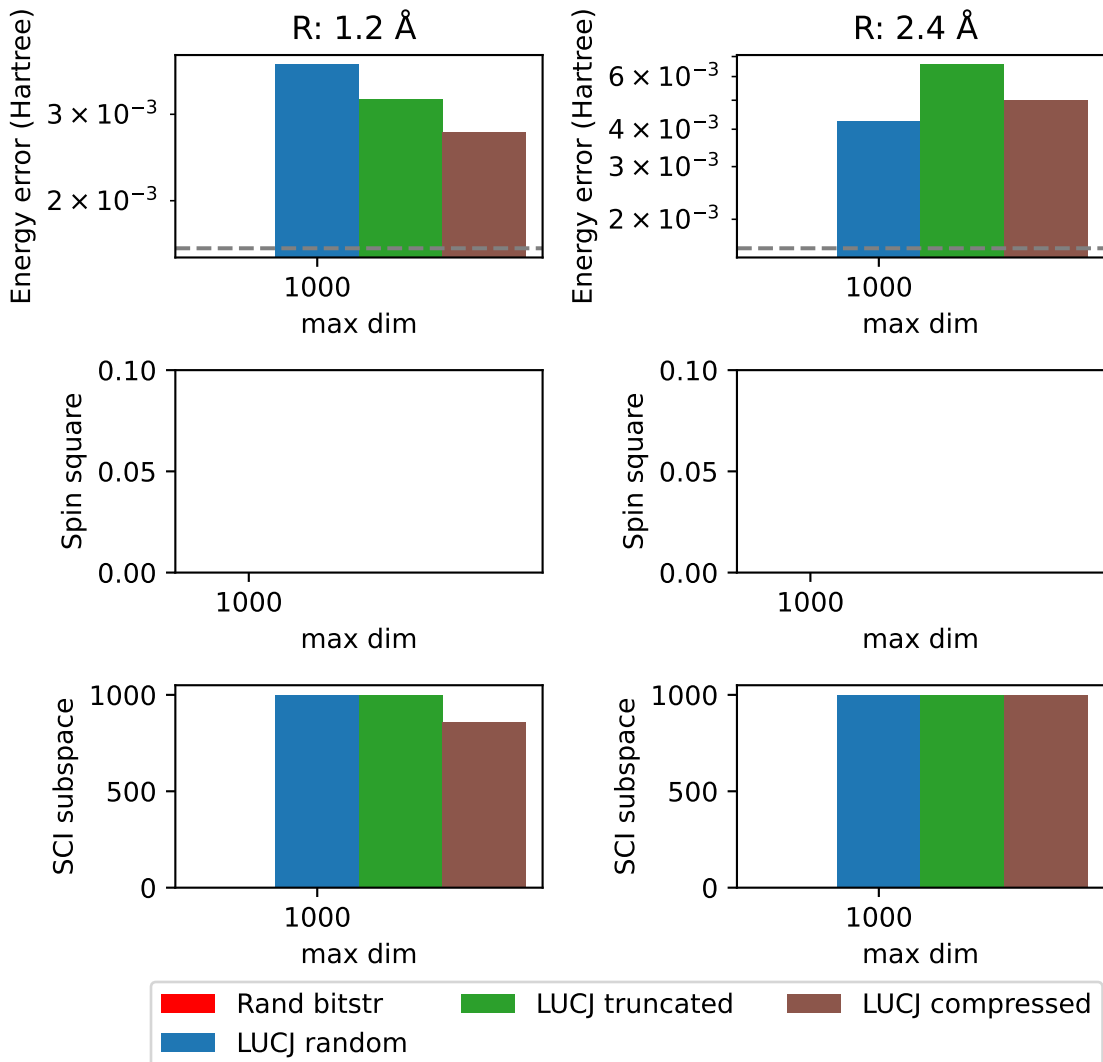 R: 1.2 Å
R: 2.4 Å
Energy error (Hartree)
3 × 10⁻³
2 × 10⁻³
1000
max dim
Energy error (Hartree)
6 × 10⁻³
4 × 10⁻³
3 × 10⁻³
2 × 10⁻³
1000
max dim
Spin square
0.10
0.05
0.00
1000
max dim
Spin square
0.10
0.05
0.00
1000
max dim
SCI subspace
1000
500
0
1000
max dim
SCI subspace
1000
500
0
1000
max dim
Rand bitstr
LUCJ random
LUCJ truncated
LUCJ compressed